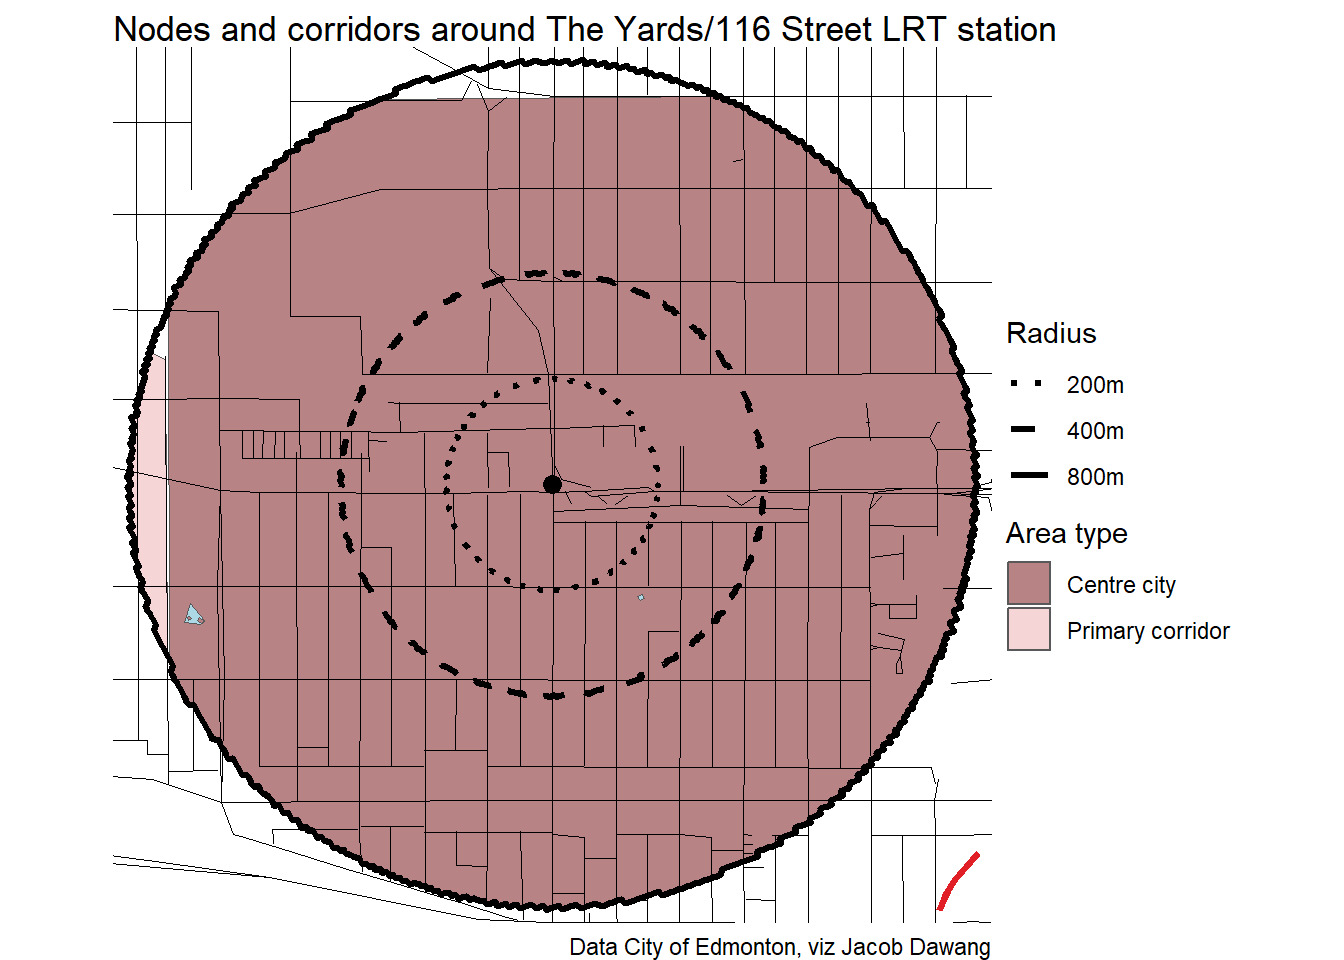 Nodes and corridors around The Yards/116 Street LRT station
Radius
200m
400m
800m
Area type
Centre city
Primary corridor
Data City of Edmonton, viz Jacob Dawang